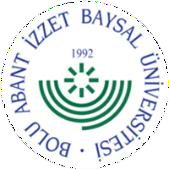 BOLU ABANT İZZET BAYSAL ÜNİVERSİTESİ
1992